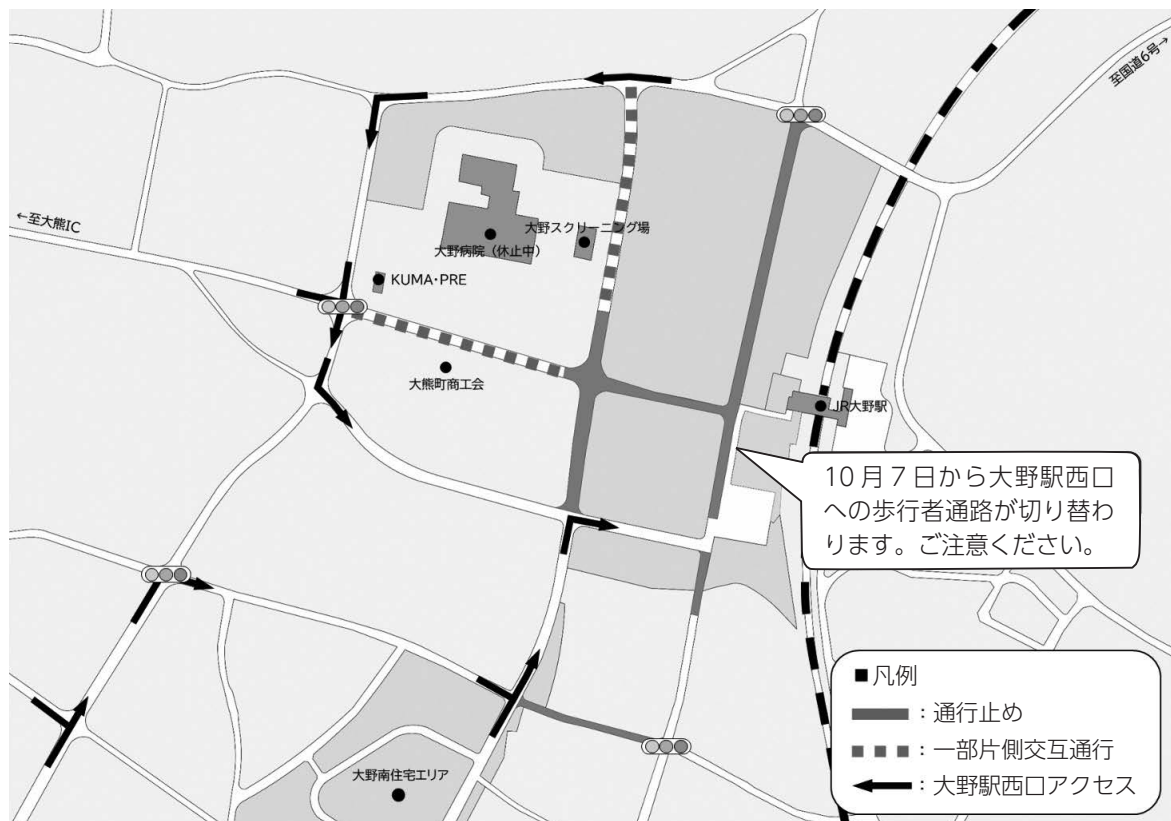 至国道6号→
←至大熊IC
大野スクリーニング場
大野病院（休止中）
KUMA・PRE
大熊町商工会
JR大野駅
10月7日から大野駅西口
への歩行者通路が切り替わ
ります。ご注意ください。
大野南住宅エリア
■凡例
：通行止め
：一部片側交互通行
：大野駅西口アクセス